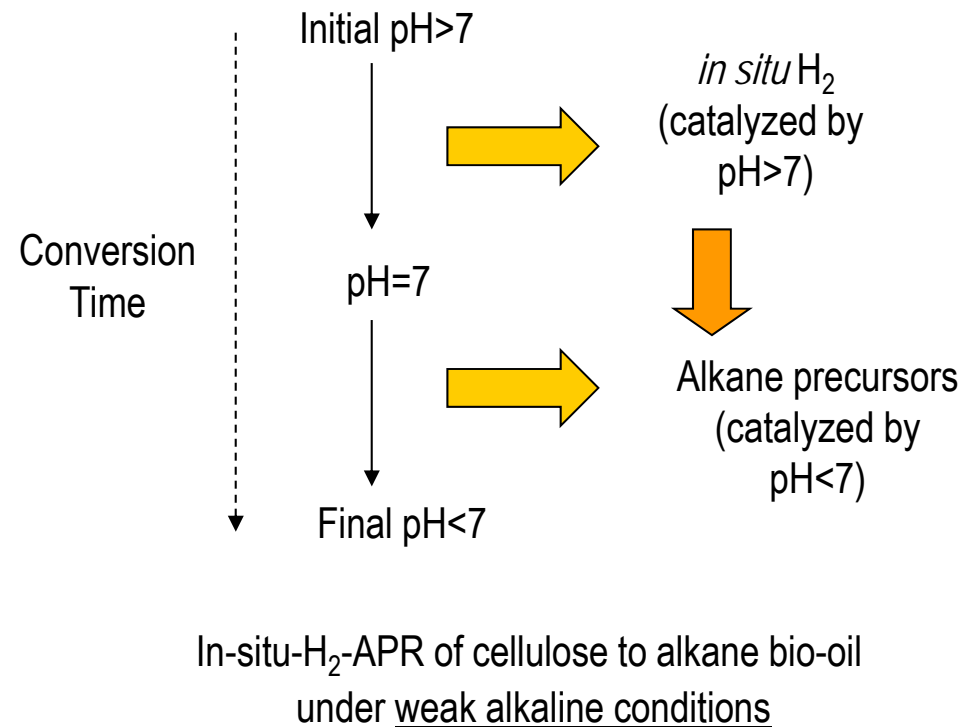 Initial pH>7
in situ H₂
(catalyzed by
pH>7)
Conversion
Time
pH=7
Alkane precursors
(catalyzed by
pH<7)
Final pH<7
In-situ-H₂-APR of cellulose to alkane bio-oil
under weak alkaline conditions